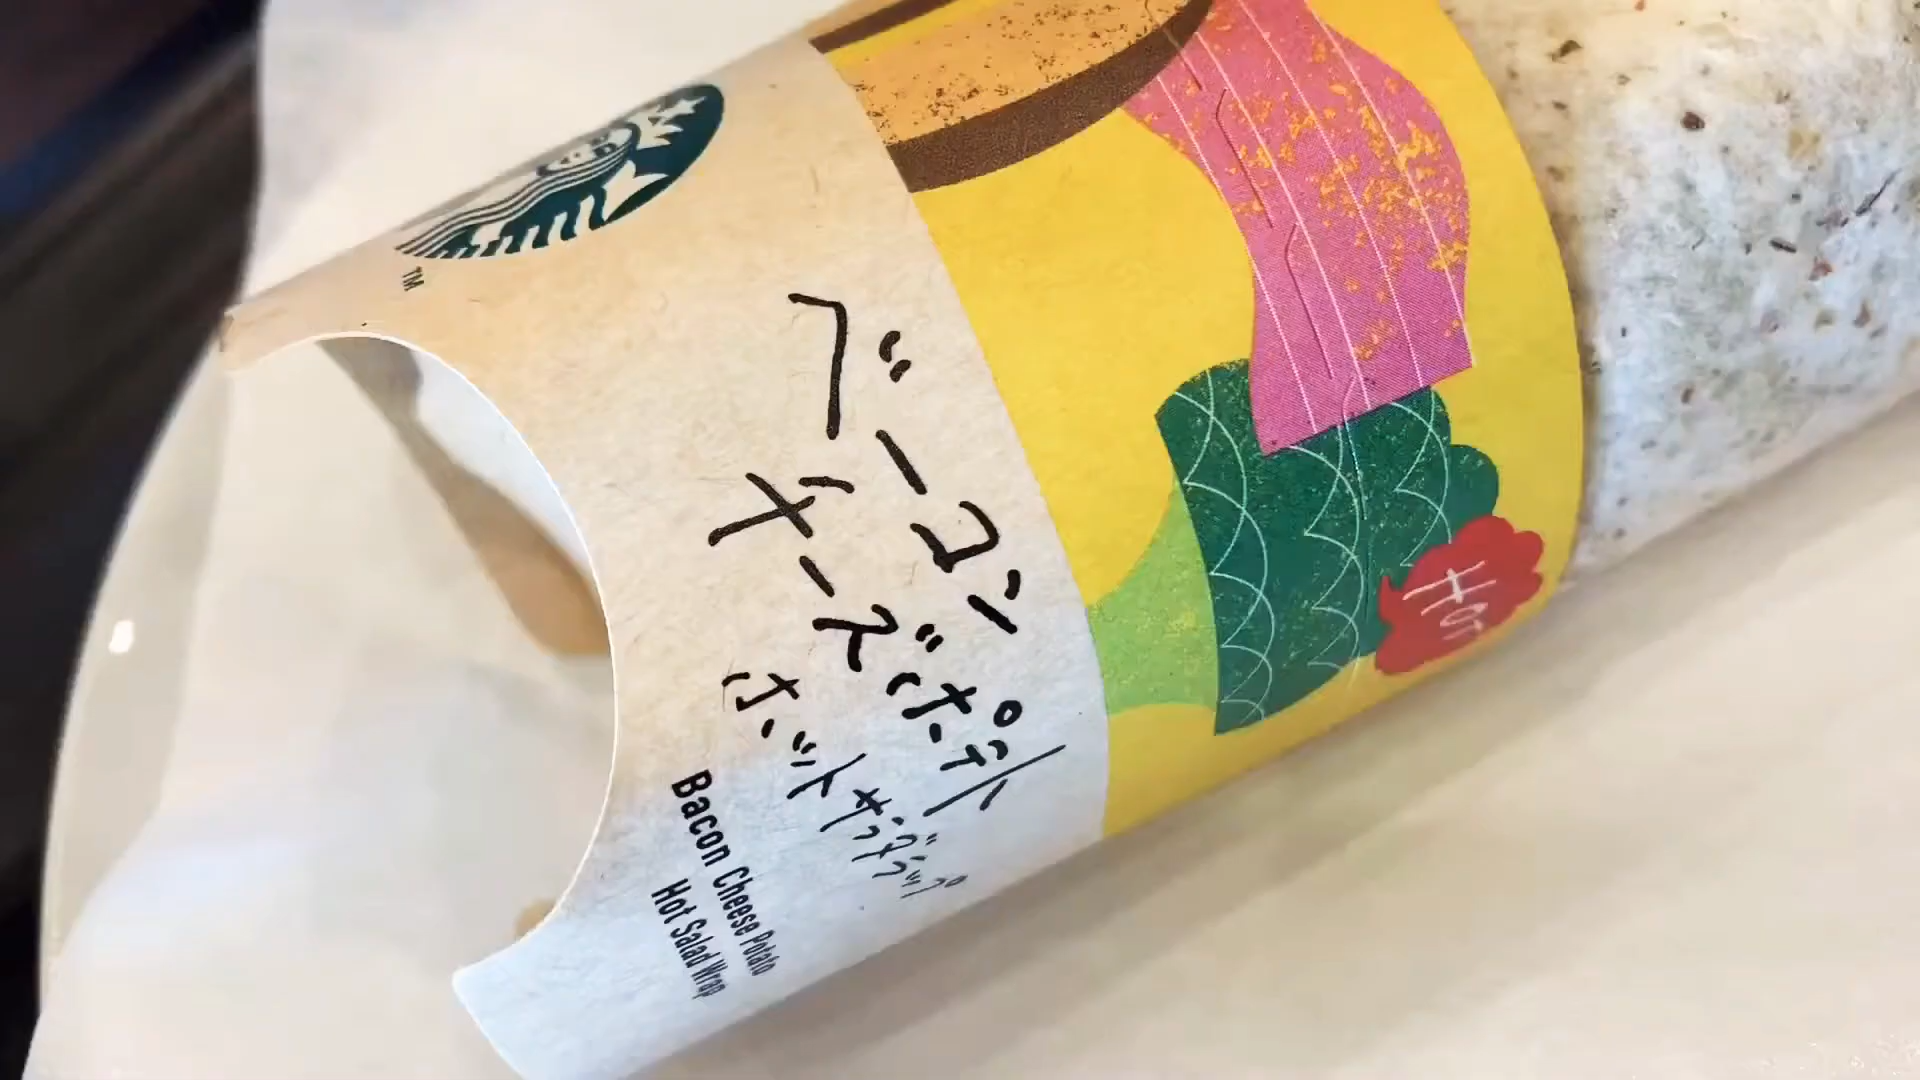 TM
ベーコン
チーズポテト
ホットサラダラップ
Bacon Cheese Potato
Hot Salad Wrap
HOT